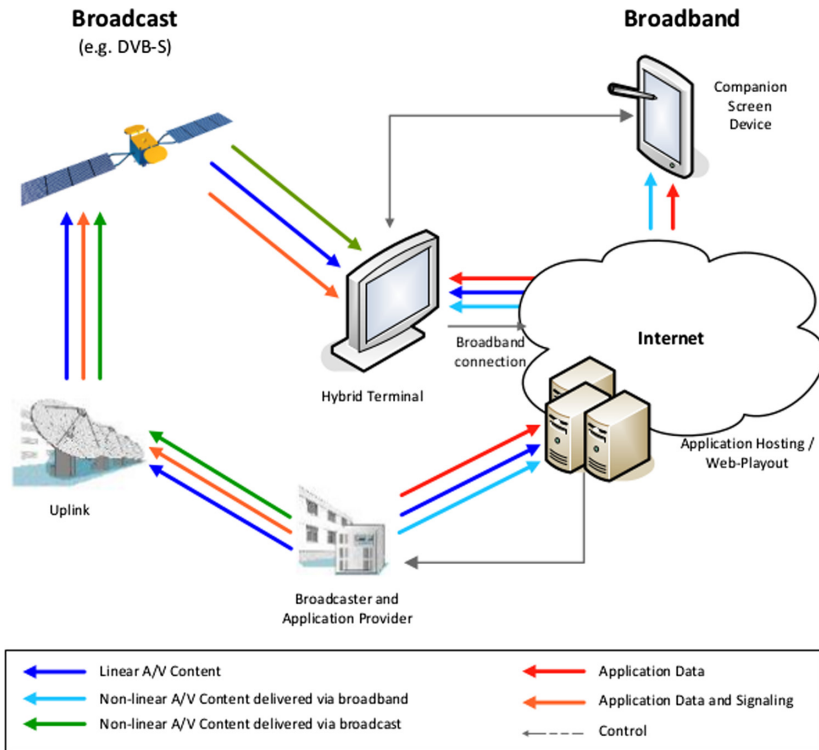 Broadcast
(e.g. DVB-S)
Broadband
Companion
Screen
Device
Internet
Broadband
connection
Hybrid Terminal
Application Hosting /
Web-Playout
Uplink
Broadcaster and
Application Provider
Linear A/V Content
Non-linear A/V Content delivered via broadband
Non-linear A/V Content delivered via broadcast
Application Data
Application Data and Signaling
Control